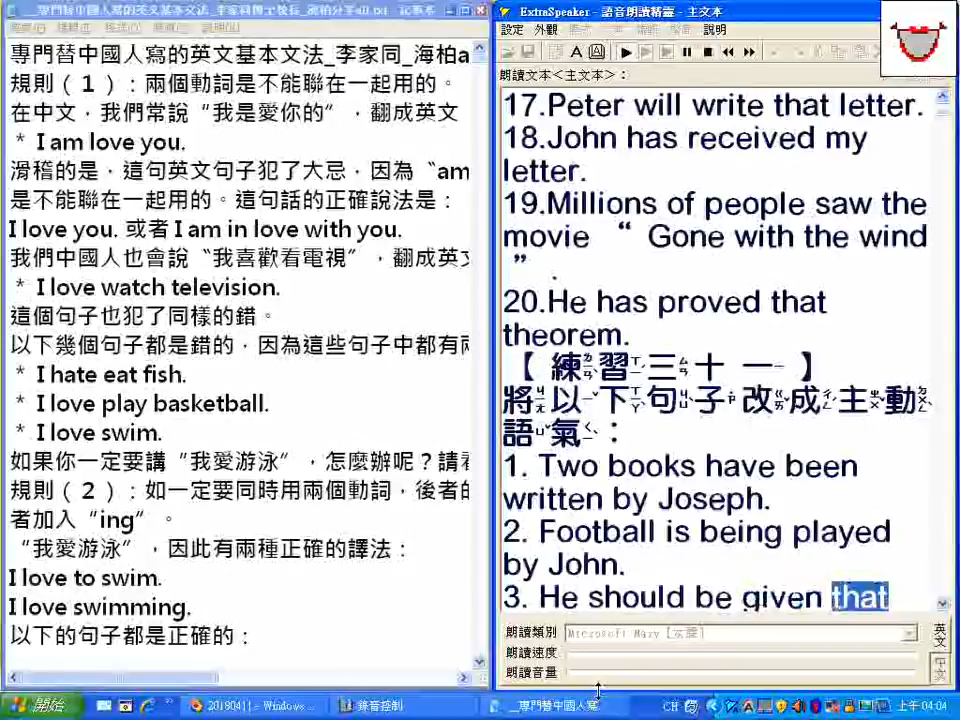 專門替中國人寫的英文基本文法_李家同_海柏a
規則（1）：兩個動詞是不能聯在一起用的。
在中文，我們常說“我是愛你的”，翻成英文
* I am love you.
滑稽的是，這句英文句子犯了大忌，因為〝am
是不能聯在一起用的。這句話的正確說法是：
I love you. 或者 I am in love with you.
我們中國人也會說〝我喜歡看電視”，翻成英文
* I love watch television.
這個句子也犯了同樣的錯。
以下幾個句子都是錯的，因為這些句子中都有兩
* I hate eat fish.
* I love play basketball.
* I love swim.
如果你一定要講“我愛游泳”，怎麼辦呢？請看
規則（2）：如一定要同時用兩個動詞，後者的
者加入“ing”。
“我愛游泳”，因此有兩種正確的譯法：
I love to swim.
I love swimming.
以下的句子都是正確的：
ExtraSpeaker - 語音朗讀精靈 - 主文本
設定 外觀 說明
朗讀文本<主文本>：
17.Peter will write that letter.
18.John has received my
letter.
19.Millions of people saw the
movie “ Gone with the wind
” .
20.He has proved that
theorem.
【練習三十一】
將以下句子改成主動
語氣：
1. Two books have been
written by Joseph.
2. Football is being played
by John.
3. He should be given that
朗讀類別 Microsoft Mary [英聲]
朗讀速度
朗讀音量
英文
中文
開始 20180411 - Windows ... 錄音控制 __專門替中國人寫 CH 上午 04:04